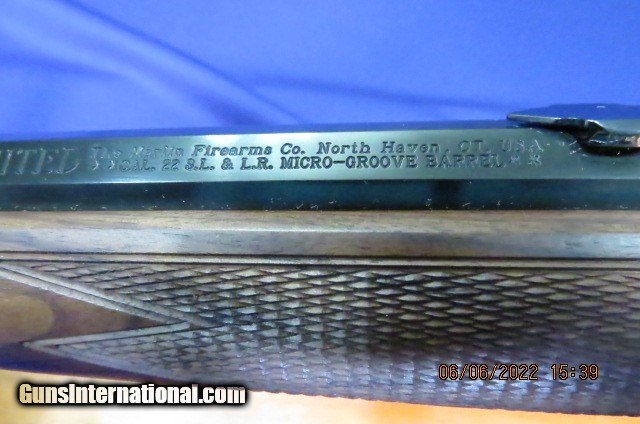 ITED The Marlin Firearms Co. North Haven, CT. USA.
CAL. 22 S.L. & L.R. MICRO-GROOVE BARREL ✶ ✶
06/06/2022 15:39
GunsInternational.com